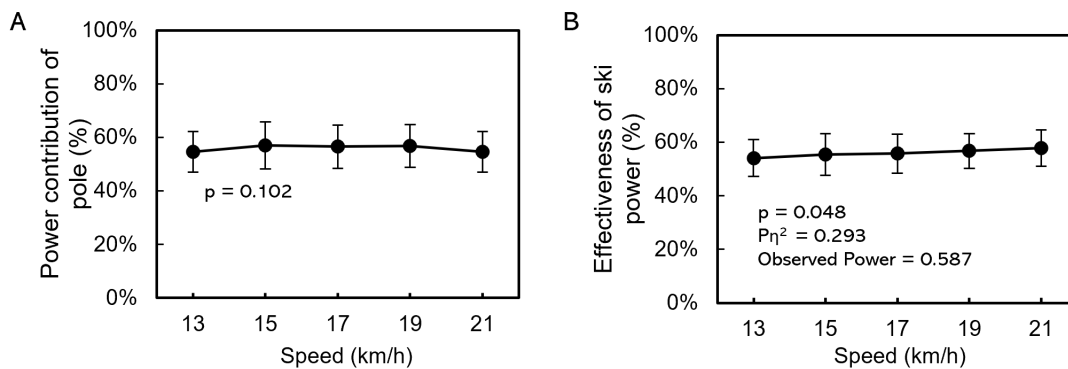 A
Power contribution of
pole (%)
100%
80%
60%
40%
20%
0%
p = 0.102
13 15 17 19 21
Speed (km/h)
B
Effectiveness of ski
power (%)
100%
80%
60%
40%
20%
0%
p = 0.048
Pη² = 0.293
Observed Power = 0.587
13 15 17 19 21
Speed (km/h)